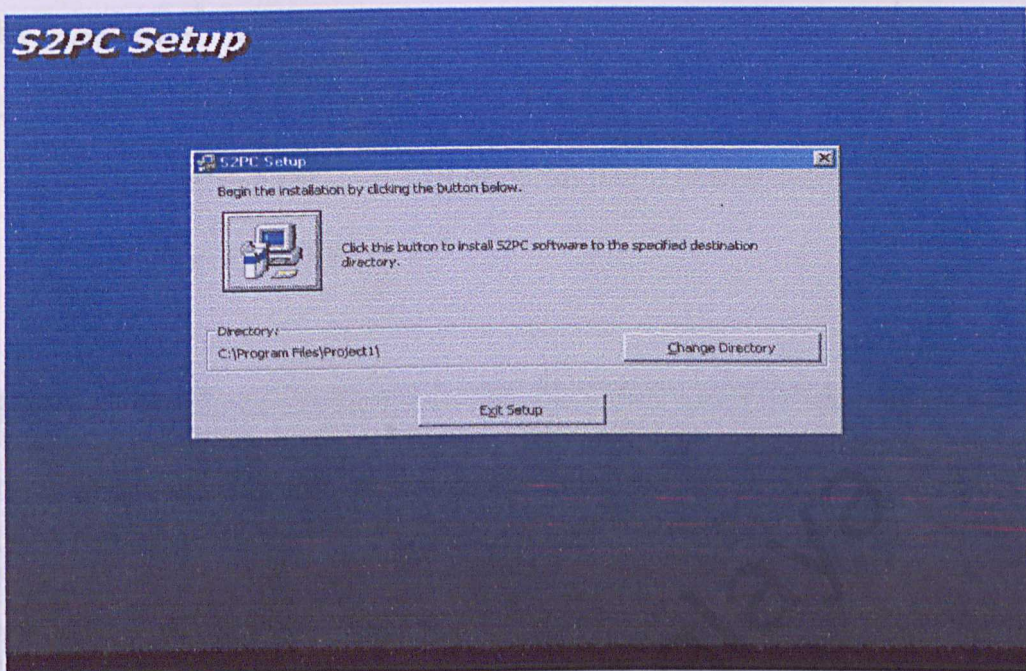 S2PC Setup
S2PC Setup
Begin the installation by clicking the button below.
Click this button to install S2PC software to the specified destination
directory.
Directory:
C:\Program Files\Project1\
Change Directory
Exit Setup